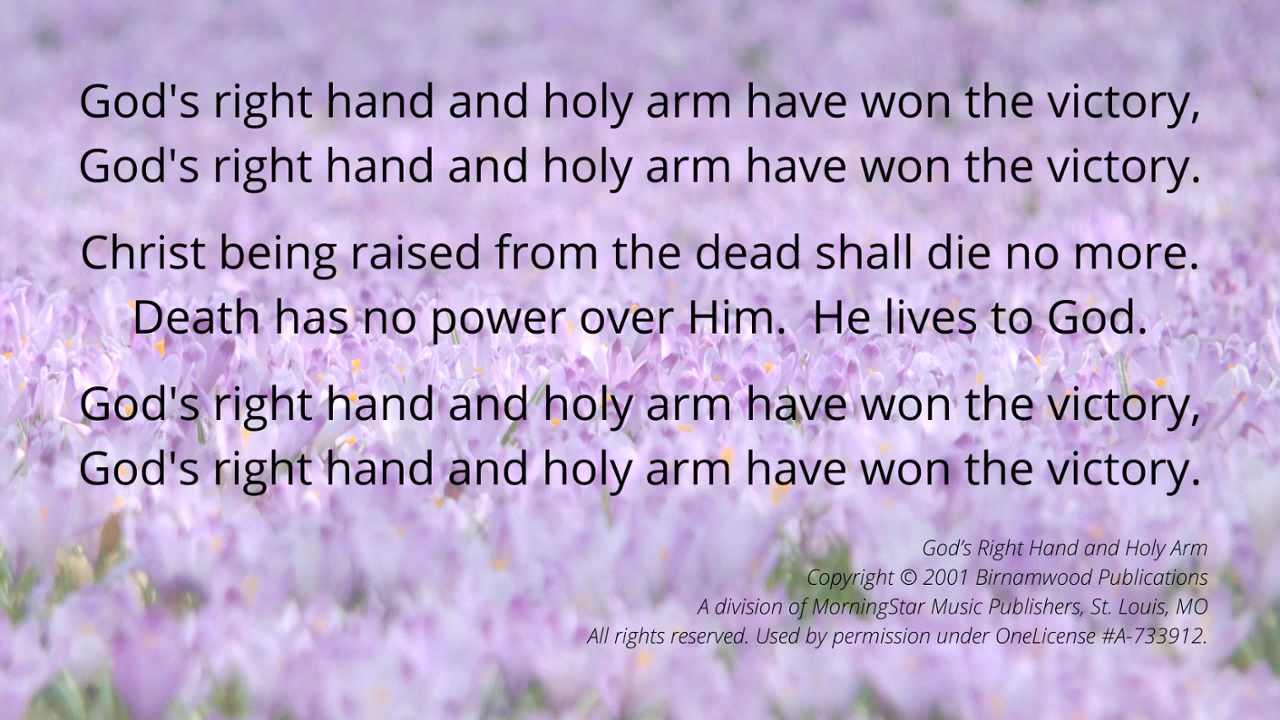 God's right hand and holy arm have won the victory,
God's right hand and holy arm have won the victory.
Christ being raised from the dead shall die no more.
Death has no power over Him.  He lives to God.
God's right hand and holy arm have won the victory,
God's right hand and holy arm have won the victory.
God’s Right Hand and Holy Arm
Copyright © 2001 Birnamwood Publications
A division of MorningStar Music Publishers, St. Louis, MO
All rights reserved. Used by permission under OneLicense #A-733912.